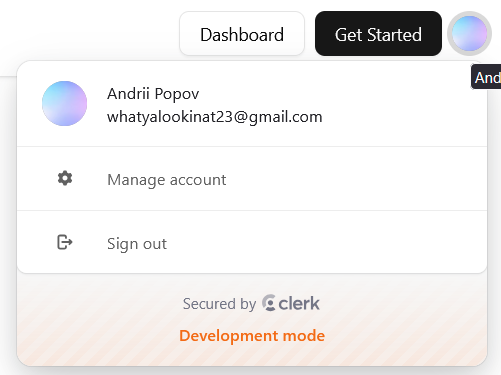 Dashboard
Get Started
And
Andrii Popov
whatyalookinat23@gmail.com
Manage account
Sign out
Secured by clerk
Development mode